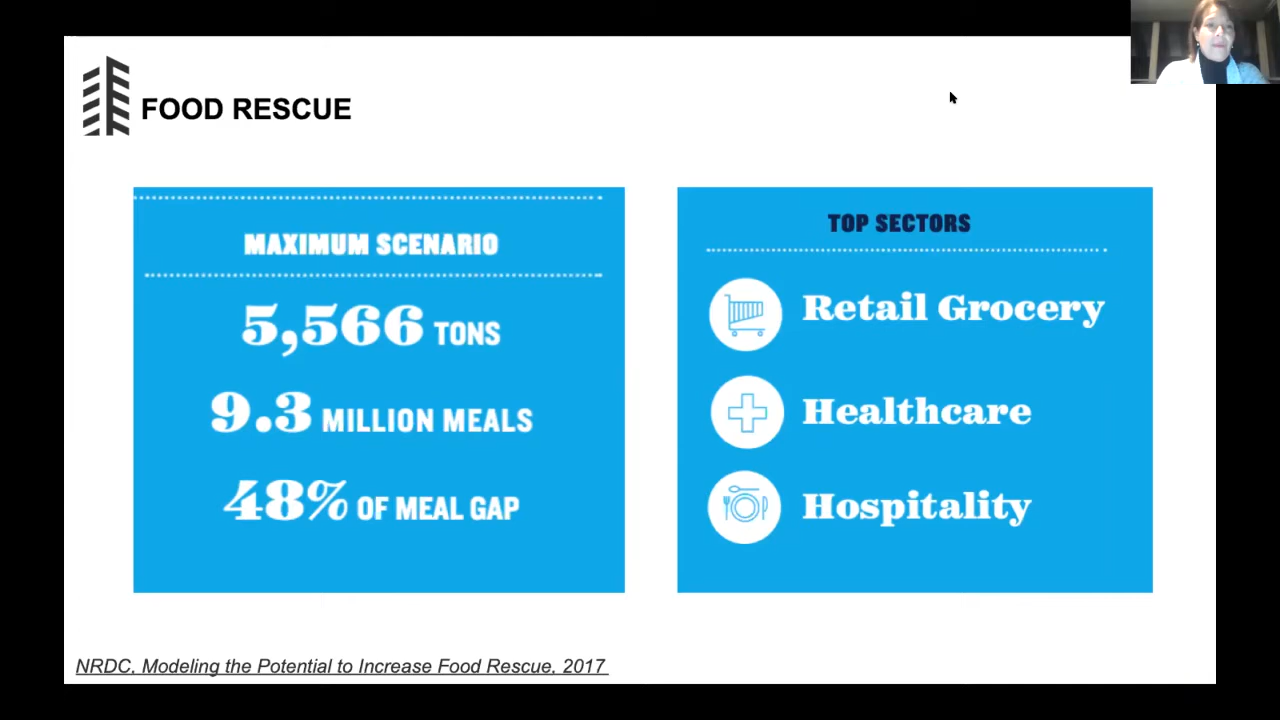 FOOD RESCUE
MAXIMUM SCENARIO
5,566 TONS
9.3 MILLION MEALS
48% OF MEAL GAP
TOP SECTORS
Retail Grocery
Healthcare
Hospitality
NRDC, Modeling the Potential to Increase Food Rescue, 2017